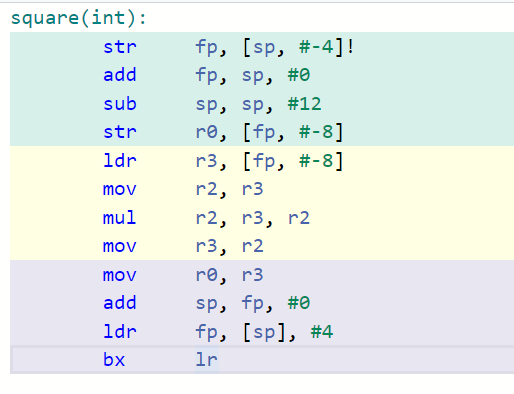 square(int):
str fp, [sp, #-4]!
add fp, sp, #0
sub sp, sp, #12
str r0, [fp, #-8]
ldr r3, [fp, #-8]
mov r2, r3
mul r2, r3, r2
mov r3, r2
mov r0, r3
add sp, fp, #0
ldr fp, [sp], #4
bx lr